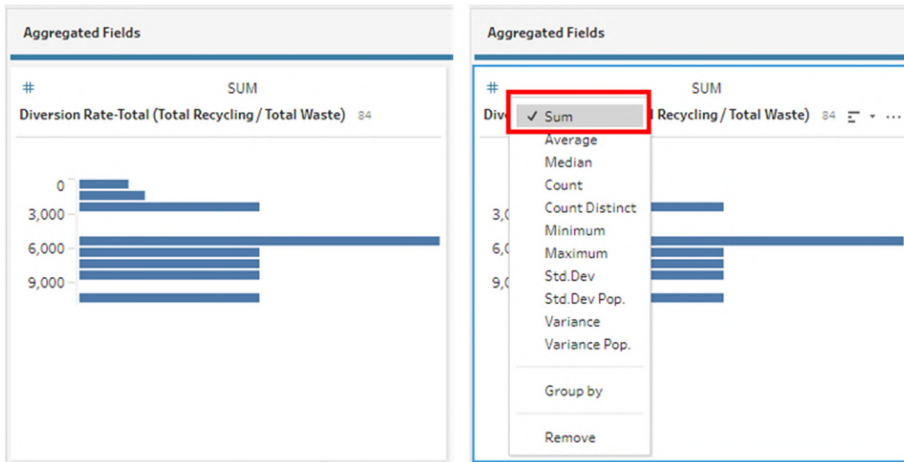 Aggregated Fields
# SUM
Diversion Rate-Total (Total Recycling / Total Waste) 84
0
3,000
6,000
9,000
Aggregated Fields
# SUM
Div l Recycling / Total Waste) 84
✓ Sum
Average
Median
Count
Count Distinct
Minimum
Maximum
Std.Dev
Std.Dev Pop.
Variance
Variance Pop.
Group by
Remove
3,0
6,0
9,0